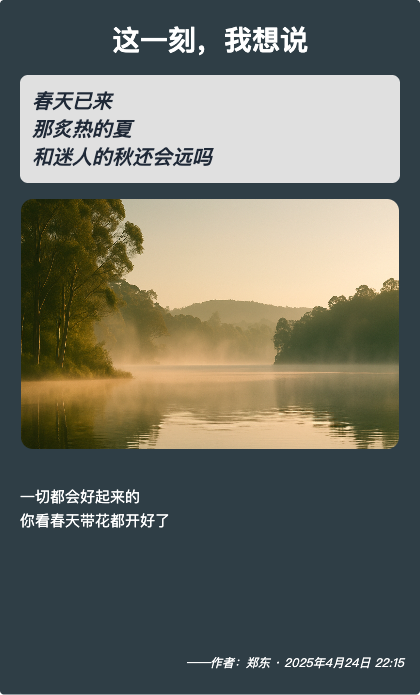 这一刻，我想说
春天已来
那炙热的夏
和迷人的秋还会远吗
一切都会好起来的
你看春天带花都开好了
——作者：郑东 · 2025年4月24日 22:15